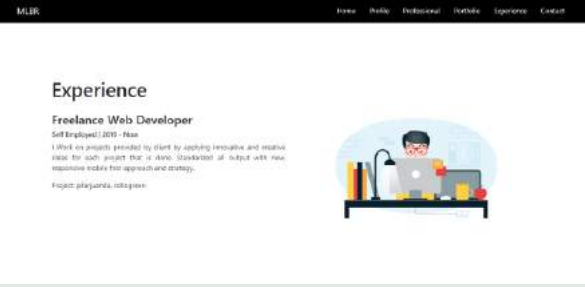 MLBR
Home Profile Professional Portfolio Experience Contact
Experience
Freelance Web Developer
Self Employed | 2019 - Now
I Work on projects provided by client by applying innovative and creative
ideas for each project that is done. Standardized all output with new
responsive mobile first approach and strategy.
Project: